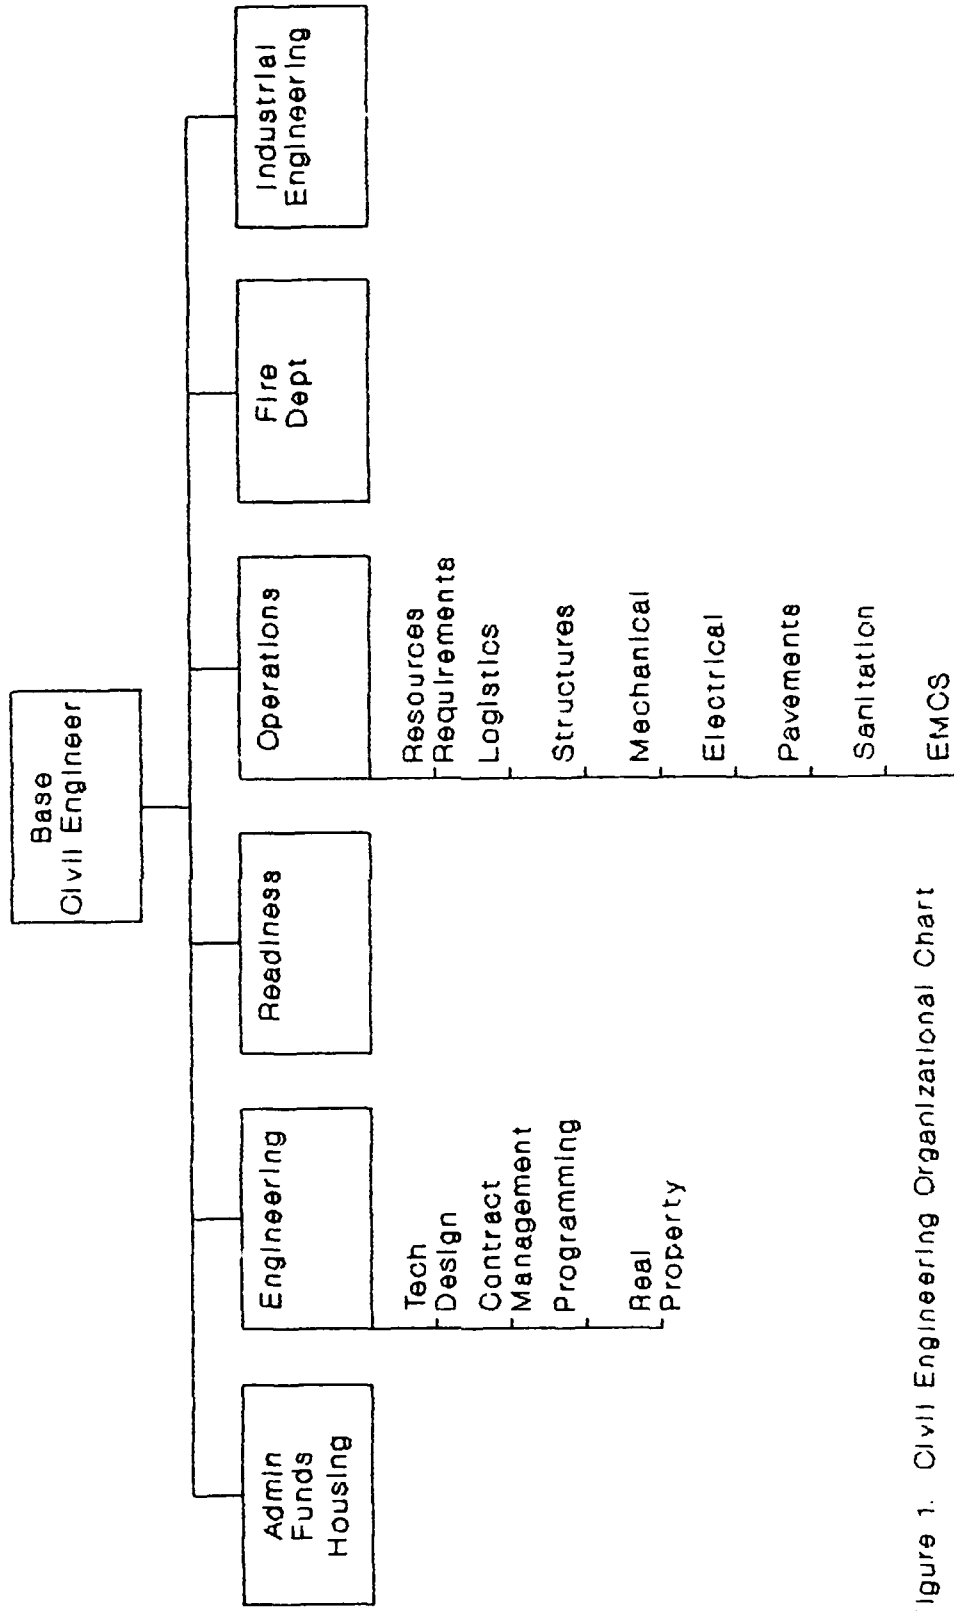 Base
Civil Engineer
Admin
Funds
Housing
Engineering
Tech
Design
Contract
Management
Programming
Real
Property
Readiness
Operations
Resources
Requirements
Logistics
Structures
Mechanical
Electrical
Pavements
Sanitation
EMCS
Fire
Dept
Industrial
Engineering
igure 1. Civil Engineering Organizational Chart